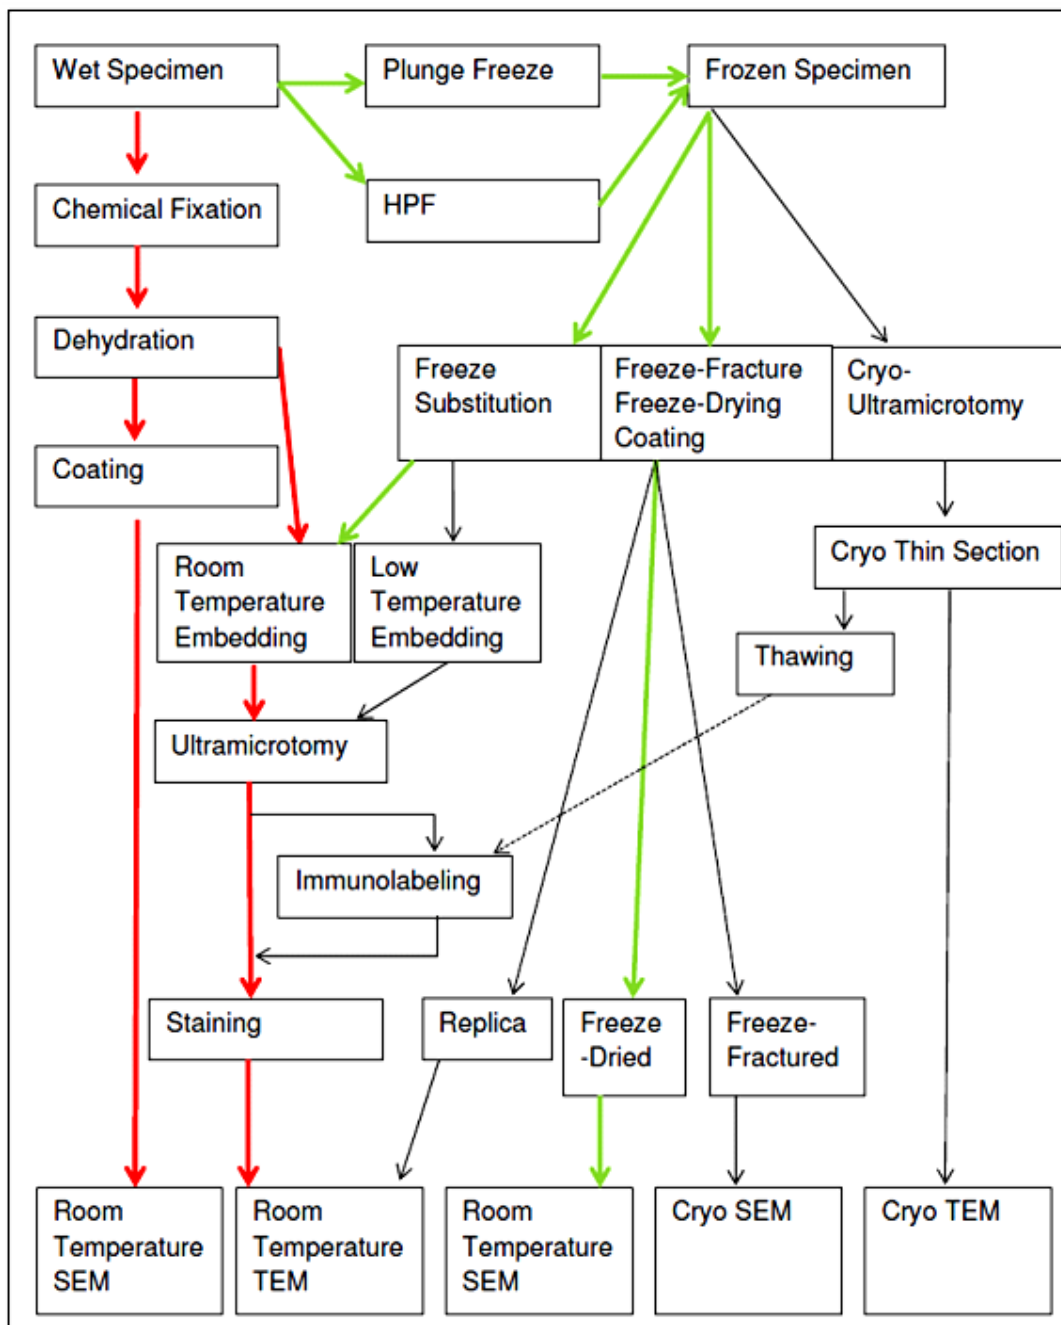 Wet Specimen
Plunge Freeze
Frozen Specimen
HPF
Chemical Fixation
Dehydration
Freeze
Substitution
Freeze-Fracture
Freeze-Drying
Coating
Cryo-
Ultramicrotomy
Coating
Room
Temperature
Embedding
Low
Temperature
Embedding
Cryo Thin Section
Thawing
Ultramicrotomy
Immunolabeling
Staining
Replica
Freeze
-Dried
Freeze-
Fractured
Room
Temperature
SEM
Room
Temperature
TEM
Room
Temperature
SEM
Cryo SEM
Cryo TEM